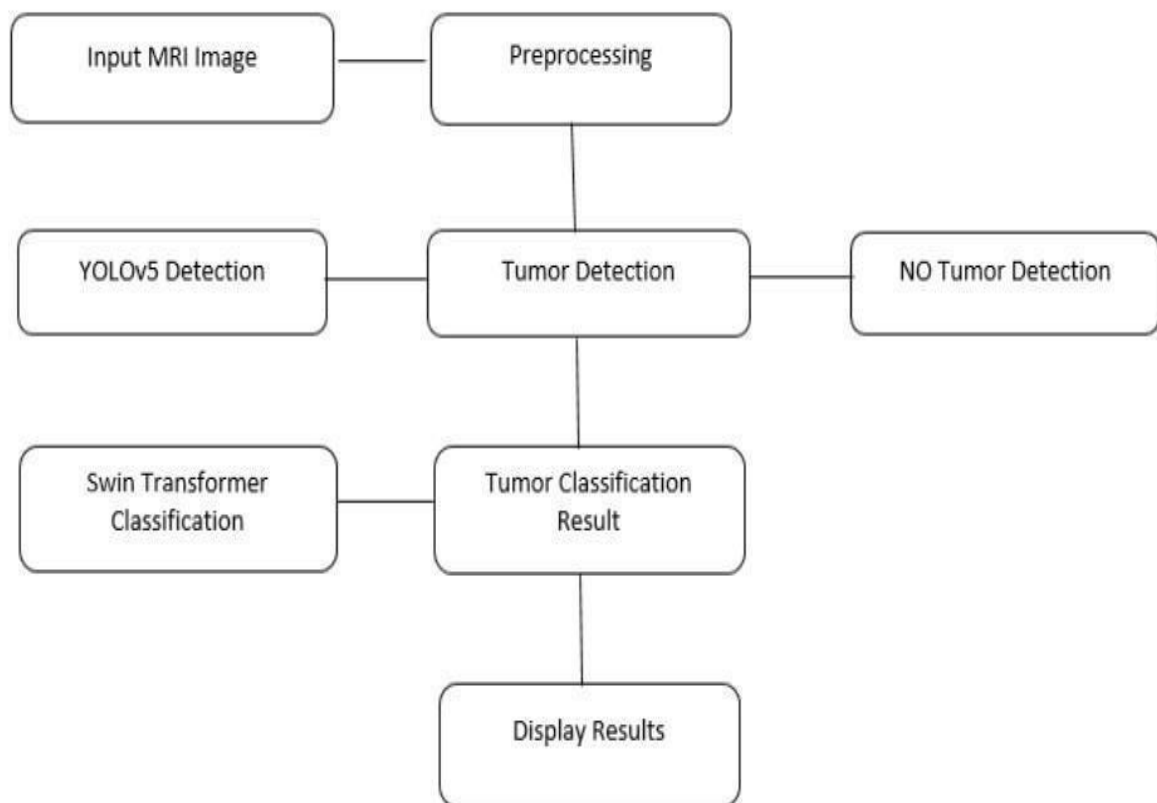 Input MRI Image
Preprocessing
YOLOv5 Detection
Tumor Detection
NO Tumor Detection
Swin Transformer
Classification
Tumor Classification
Result
Display Results